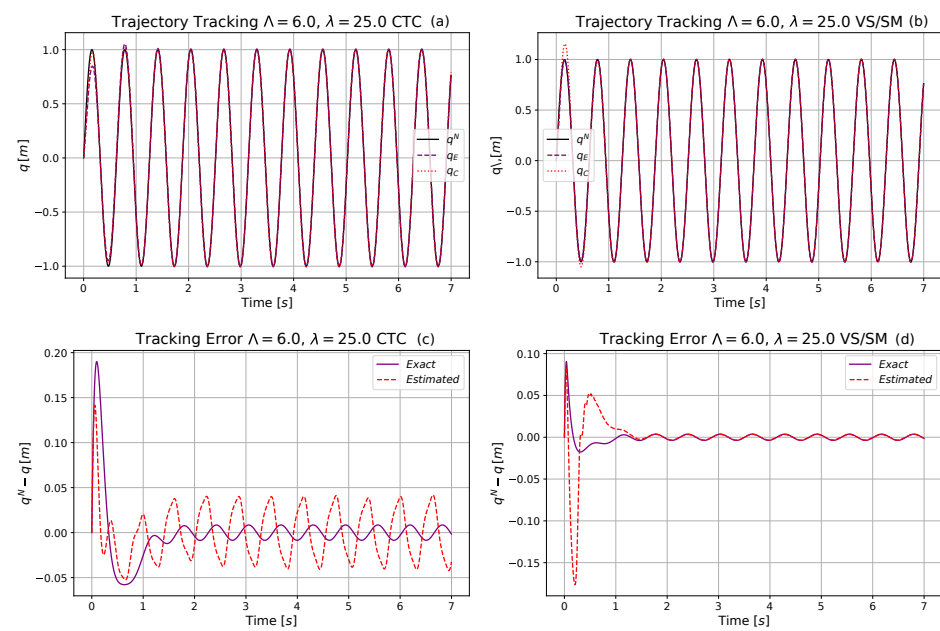 Trajectory Tracking Λ = 6.0, λ = 25.0 CTC (a)
q [m]
1.0
0.5
0.0
−0.5
−1.0
q^N
q_E
q_C
0 1 2 3 4 5 6 7
Time [s]
Trajectory Tracking Λ = 6.0, λ = 25.0 VS/SM (b)
q\,[m]
1.0
0.5
0.0
−0.5
−1.0
q^N
q_E
q_C
0 1 2 3 4 5 6 7
Time [s]
Tracking Error Λ = 6.0, λ = 25.0 CTC (c)
q^N − q [m]
0.20
0.15
0.10
0.05
0.00
−0.05
Exact
Estimated
0 1 2 3 4 5 6 7
Time [s]
Tracking Error Λ = 6.0, λ = 25.0 VS/SM (d)
q^N − q [m]
0.10
0.05
0.00
−0.05
−0.10
−0.15
Exact
Estimated
0 1 2 3 4 5 6 7
Time [s]